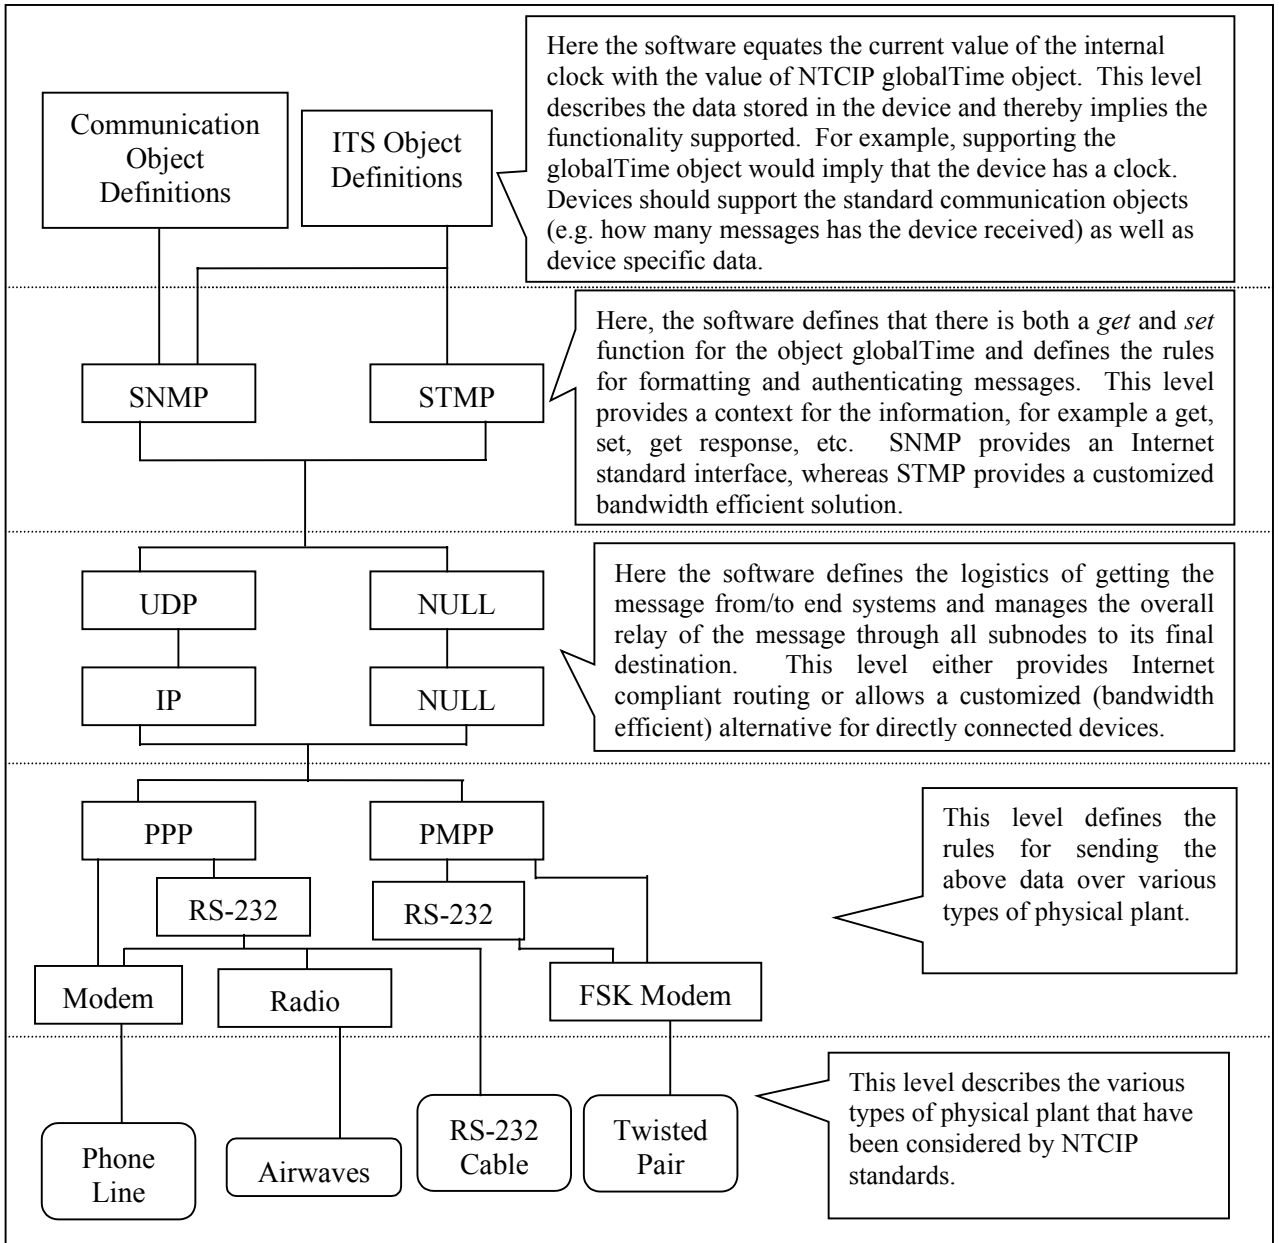 Here the software equates the current value of the internal
clock with the value of NTCIP globalTime object.  This level
describes the data stored in the device and thereby implies the
functionality supported.  For example, supporting the
globalTime object would imply that the device has a clock.
Devices should support the standard communication objects
(e.g. how many messages has the device received) as well as
device specific data.
Communication
Object
Definitions
ITS Object
Definitions
Here, the software defines that there is both a get and set
function for the object globalTime and defines the rules
for formatting and authenticating messages.  This level
provides a context for the information, for example a get,
set, get response, etc.  SNMP provides an Internet
standard interface, whereas STMP provides a customized
bandwidth efficient solution.
SNMP
STMP
Here the software defines the logistics of getting the
message from/to end systems and manages the overall
relay of the message through all subnodes to its final
destination.  This level either provides Internet
compliant routing or allows a customized (bandwidth
efficient) alternative for directly connected devices.
UDP
NULL
IP
NULL
PPP
PMPP
This level defines the
rules for sending the
above data over various
types of physical plant.
RS-232
RS-232
Modem
Radio
FSK Modem
This level describes the various
types of physical plant that have
been considered by NTCIP
standards.
Phone
Line
Airwaves
RS-232
Cable
Twisted
Pair